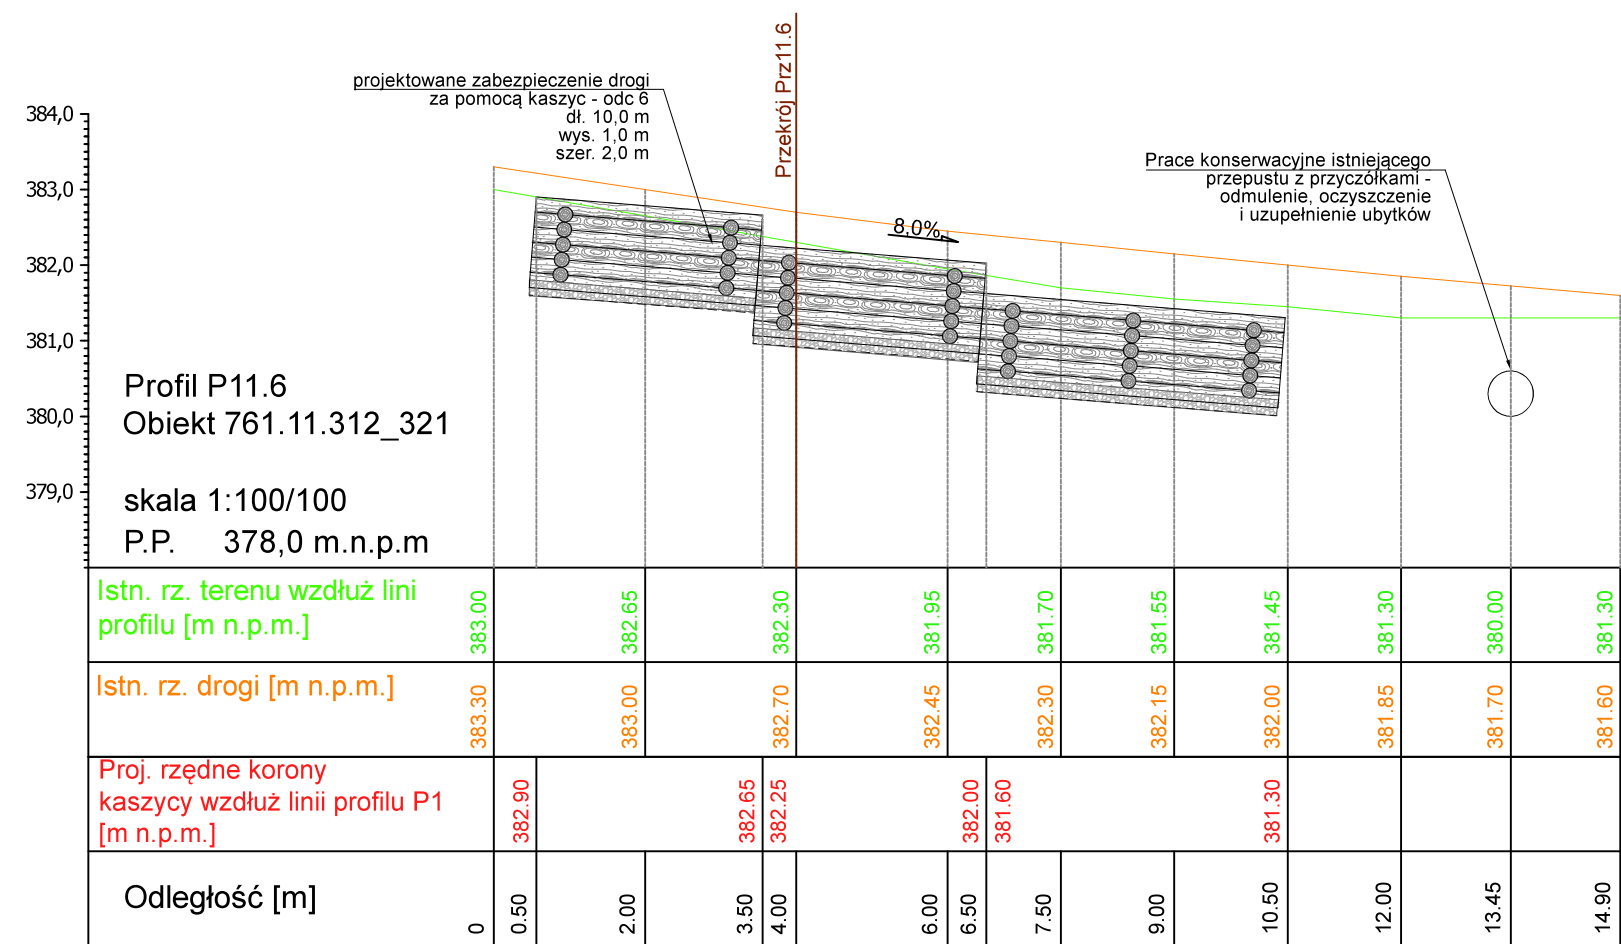 Przekrój Prz11.6
projektowane zabezpieczenie drogi
za pomocą kaszyc - odc 6
dł. 10,0 m
wys. 1,0 m
szer. 2,0 m
Prace konserwacyjne istniejącego
przepustu z przyczółkami -
odmulenie, oczyszczenie
i uzupełnienie ubytków
8,0%
384,0
383,0
382,0
381,0
380,0
379,0
Profil P11.6
Obiekt 761.11.312_321
skala 1:100/100
P.P. 378,0 m.n.p.m
Istn. rz. terenu wzdłuż lini
profilu [m n.p.m.]
383.00 382.65 382.30 381.95 381.70 381.55 381.45 381.30 380.00 381.30
Istn. rz. drogi [m n.p.m.]
383.30 383.00 382.70 382.45 382.30 382.15 382.00 381.85 381.70 381.60
Proj. rzędne korony
kaszycy wzdłuż linii profilu P1
[m n.p.m.]
382.90 382.65 382.25 382.00 381.60 381.30
Odległość [m]
0 0.50 2.00 3.50 4.00 6.00 6.50 7.50 9.00 10.50 12.00 13.45 14.90